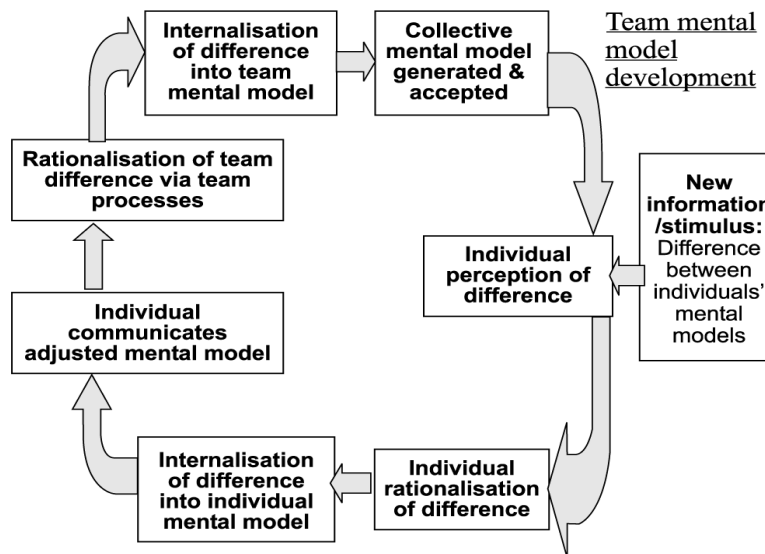 Team mental
model
development
Internalisation
of difference
into team
mental model
Collective
mental model
generated &
accepted
New
information
/stimulus:
Difference
between
individuals’
mental
models
Individual
perception of
difference
Individual
rationalisation
of difference
Internalisation
of difference
into individual
mental model
Individual
communicates
adjusted mental model
Rationalisation of team
difference via team
processes